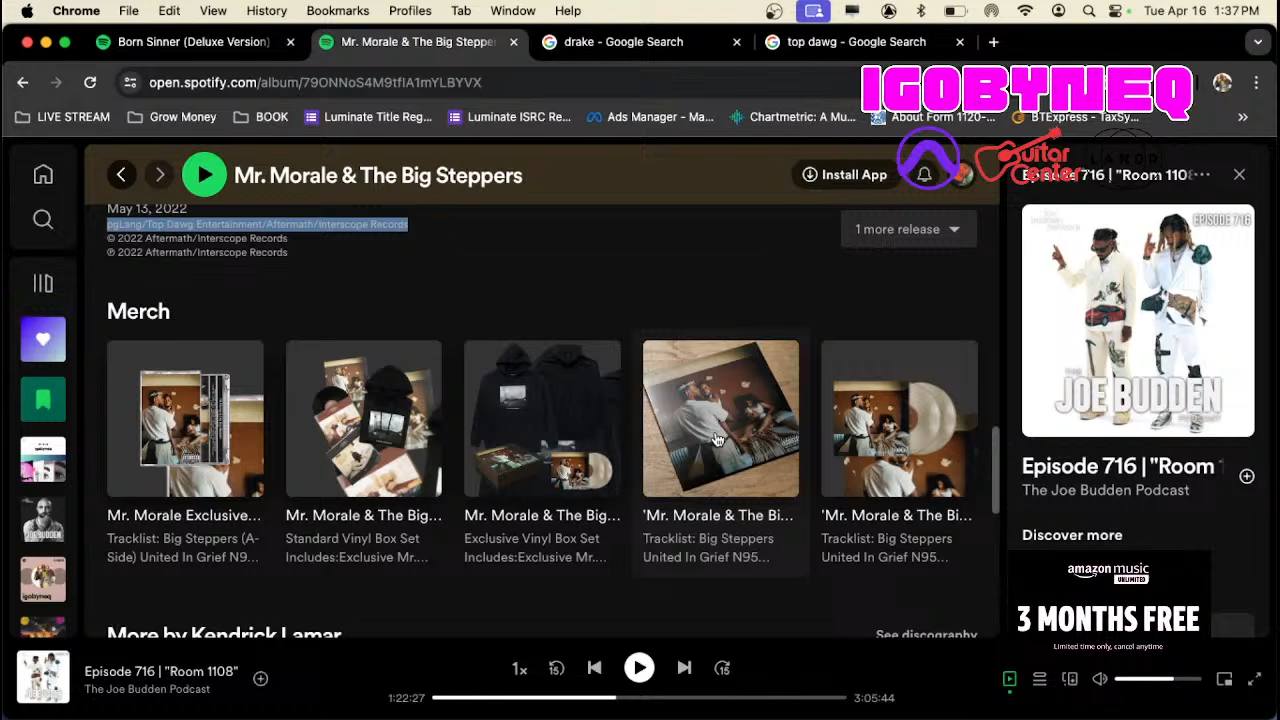 Chrome File Edit View History Bookmarks Profiles Tab Window Help Tue Apr 16 1:37 PM
Born Sinner (Deluxe Version) Mr. Morale & The Big Steppe drake - Google Search top dawg - Google Search
open.spotify.com/album/79ONNoS4M9tfIA1mYLBYVX
IGOBYNEQ
LIVE STREAM Grow Money BOOK Luminate Title Reg... Luminate ISRC Re... Ads Manager - Ma... Chartmetric: A Mu... About Form 1120-... BTExpress - TaxSy...
Guitar Center
LANDR
Mr. Morale & The Big Steppers Install App Episode 716 | "Room 110
May 13, 2022
pgLang/Top Dawg Entertainment/Aftermath/Interscope Records
© 2022 Aftermath/Interscope Records
℗ 2022 Aftermath/Interscope Records
1 more release
EPISODE 716
THE JOE BUDDEN
Merch
Mr. Morale Exclusive... Mr. Morale & The Big... Mr. Morale & The Big... 'Mr. Morale & The Bi... 'Mr. Morale & The Bi...
Tracklist: Big Steppers (A- Standard Vinyl Box Set Exclusive Vinyl Box Set Tracklist: Big Steppers Tracklist: Big Steppers
Side) United In Grief N9... Includes:Exclusive Mr.... Includes:Exclusive Mr.... United In Grief N95... United In Grief N95...
Episode 716 | "Room
The Joe Budden Podcast
Discover more
JOE BUDDEN
igobyneq
More by Kendrick Lamar See discography
amazon music
UNLIMITED
3 MONTHS FREE
Limited time only, cancel anytime
Episode 716 | "Room 1108"
The Joe Budden Podcast
1x 15 15
1:22:27 3:05:44